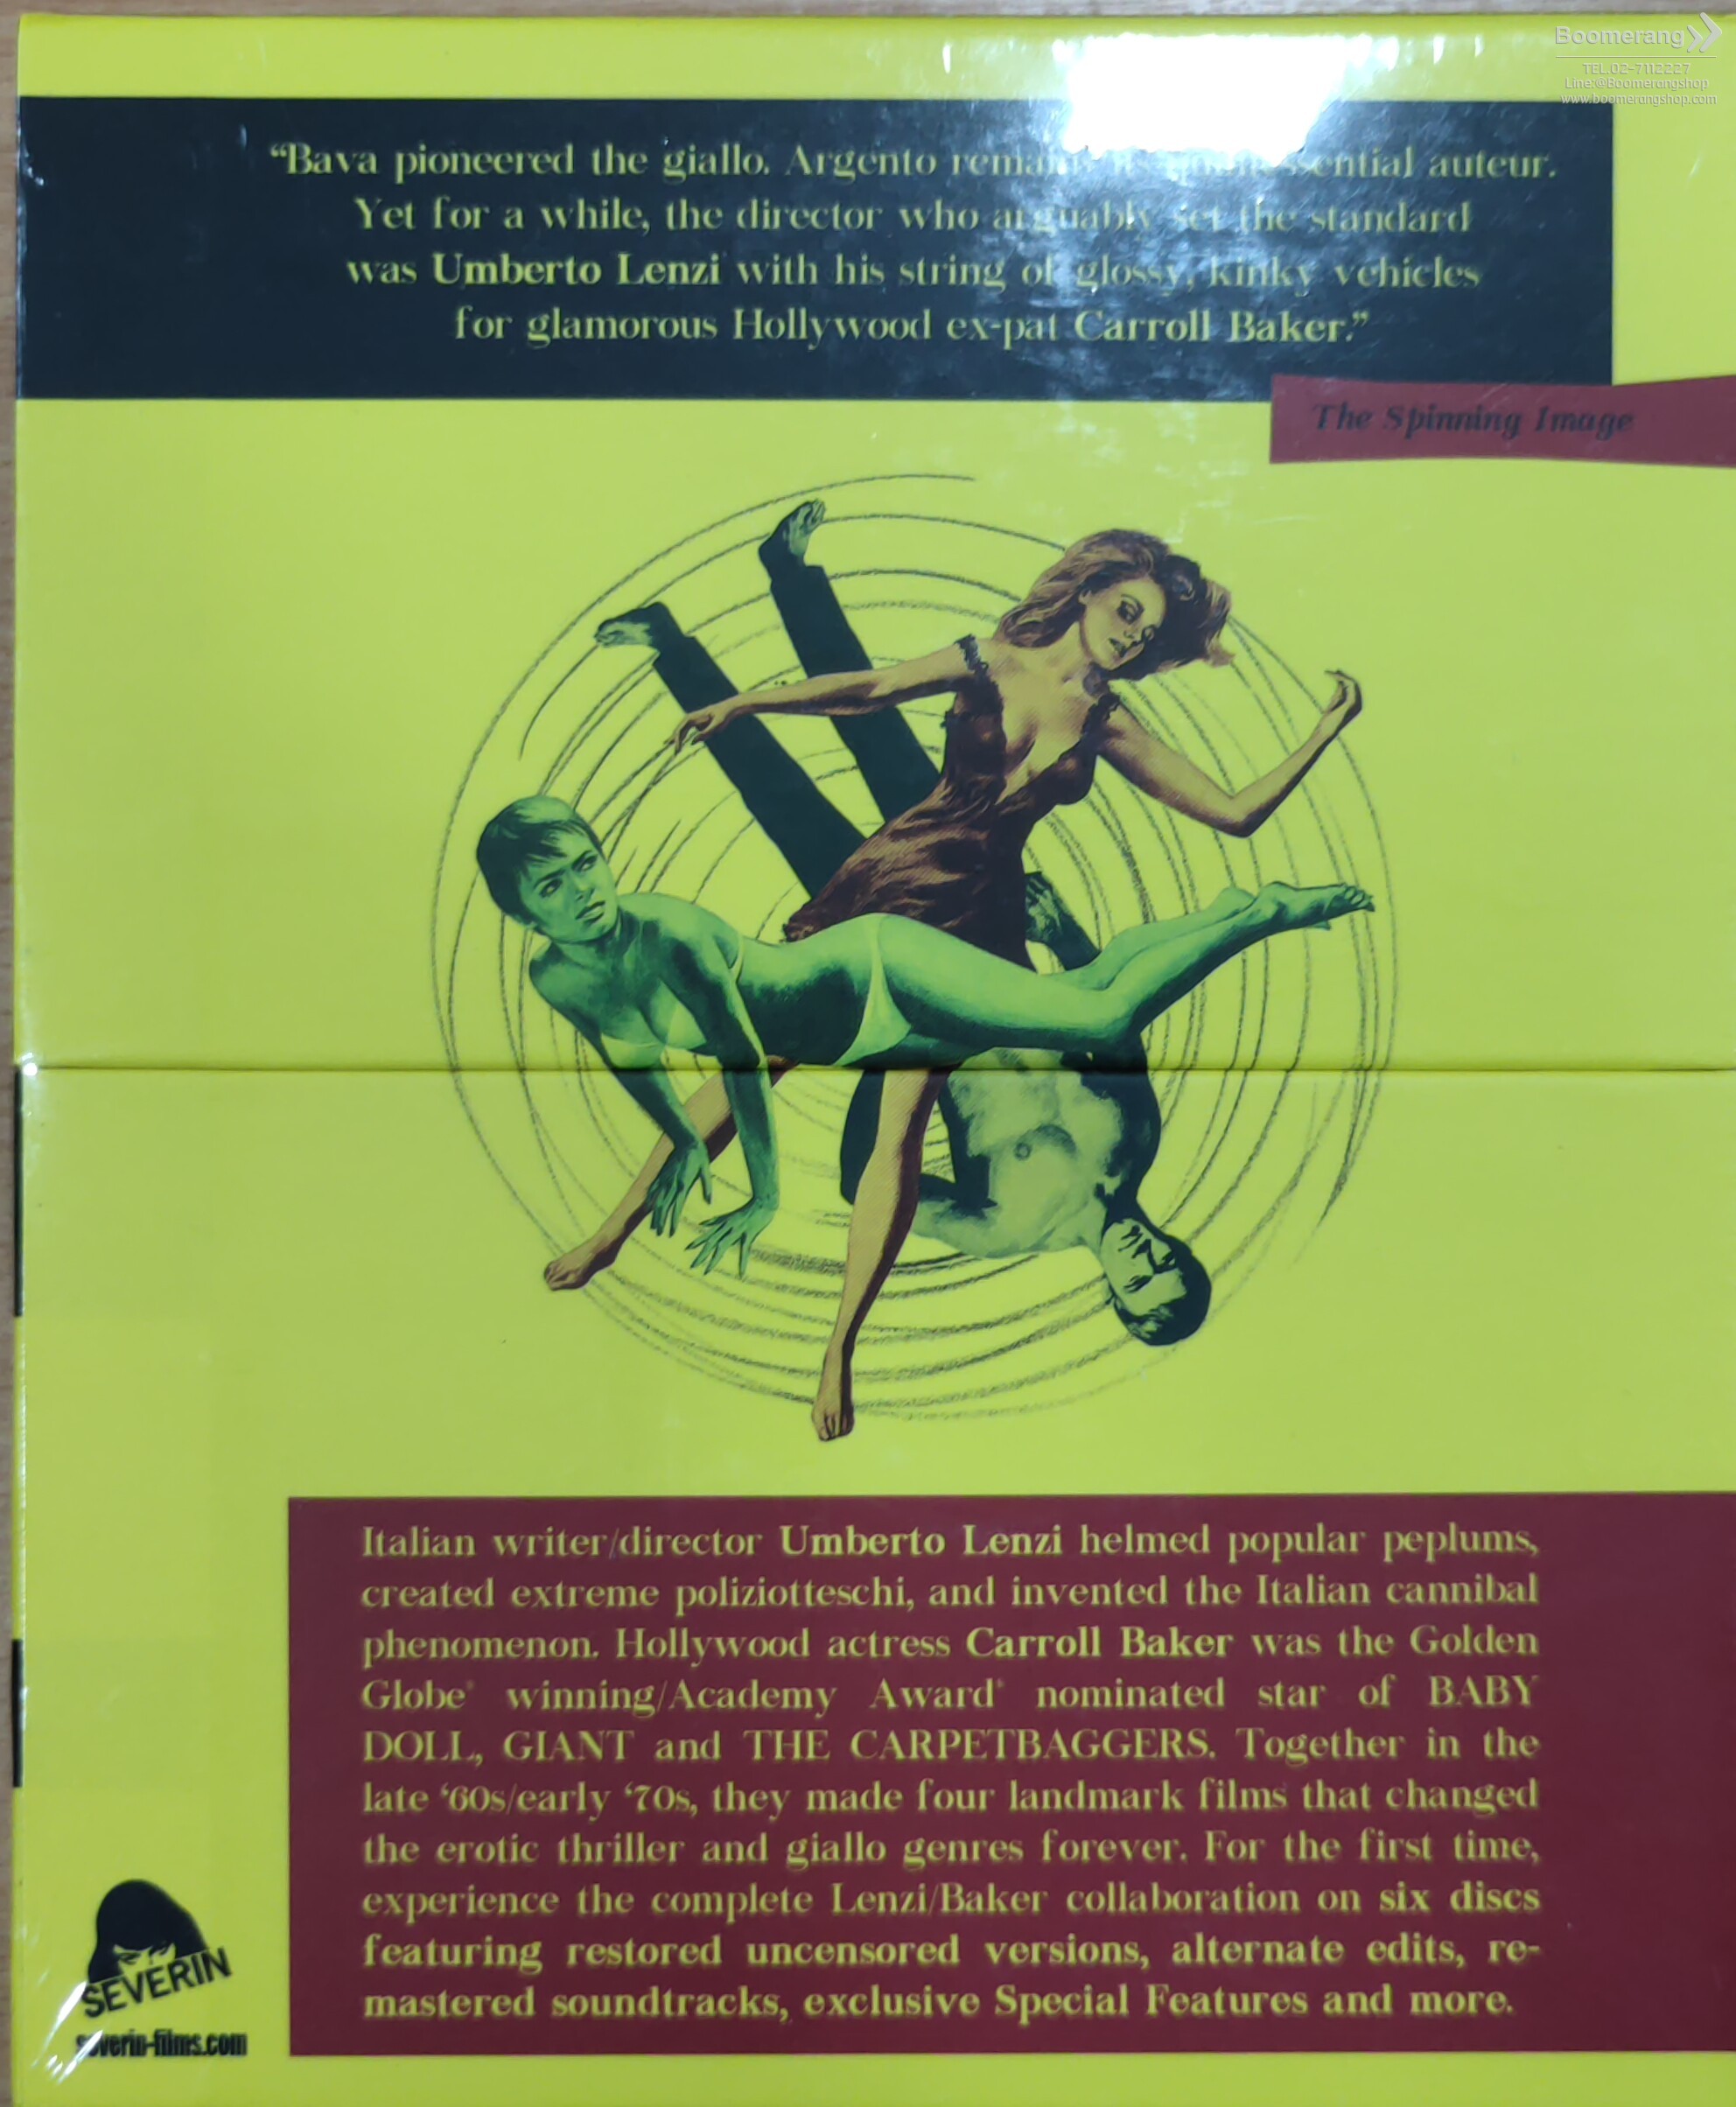 Boomerang
TEL.02-7112227
Line:@Boomerangshop
www.boomerangshop.com
“Bava pioneered the giallo. Argento auteur.
Yet for a while, the director who arguably set the standard
was Umberto Lenzi with his string of glossy, kinky vehicles
for glamorous Hollywood ex-pat Carroll Baker.”
The Spinning Image
Italian writer/director Umberto Lenzi helmed popular peplums,
created extreme poliziotteschi, and invented the Italian cannibal
phenomenon. Hollywood actress Carroll Baker was the Golden
Globe® winning/Academy Award® nominated star of BABY
DOLL, GIANT and THE CARPETBAGGERS. Together in the
late ‘60s/early ‘70s, they made four landmark films that changed
the erotic thriller and giallo genres forever. For the first time,
experience the complete Lenzi/Baker collaboration on six discs
featuring restored uncensored versions, alternate edits, re-
mastered soundtracks, exclusive Special Features and more.
SEVERIN
severin-films.com